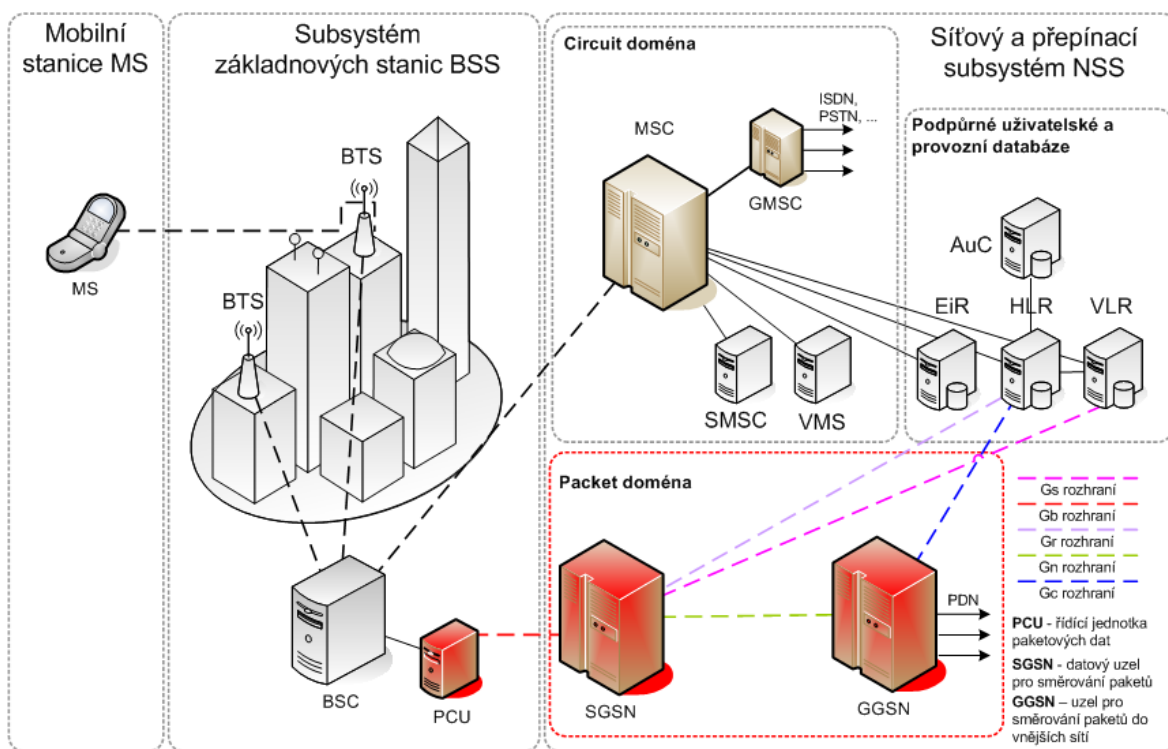 Mobilní
stanice MS
Subsystém
základnových stanic BSS
Síťový a přepínací
subsystém NSS
Circuit doména
MSC
ISDN,
PSTN, ...
GMSC
Podpůrné uživatelské a
provozní databáze
BTS
BTS
MS
AuC
EiR
HLR
VLR
SMSC
VMS
Packet doména
Gs rozhraní
Gb rozhraní
Gr rozhraní
Gn rozhraní
Gc rozhraní
PDN
BSC
PCU
SGSN
GGSN
PCU - řídící jednotka
paketových dat
SGSN - datový uzel
pro směrování paketů
GGSN – uzel pro
směrování paketů do
vnějších sítí